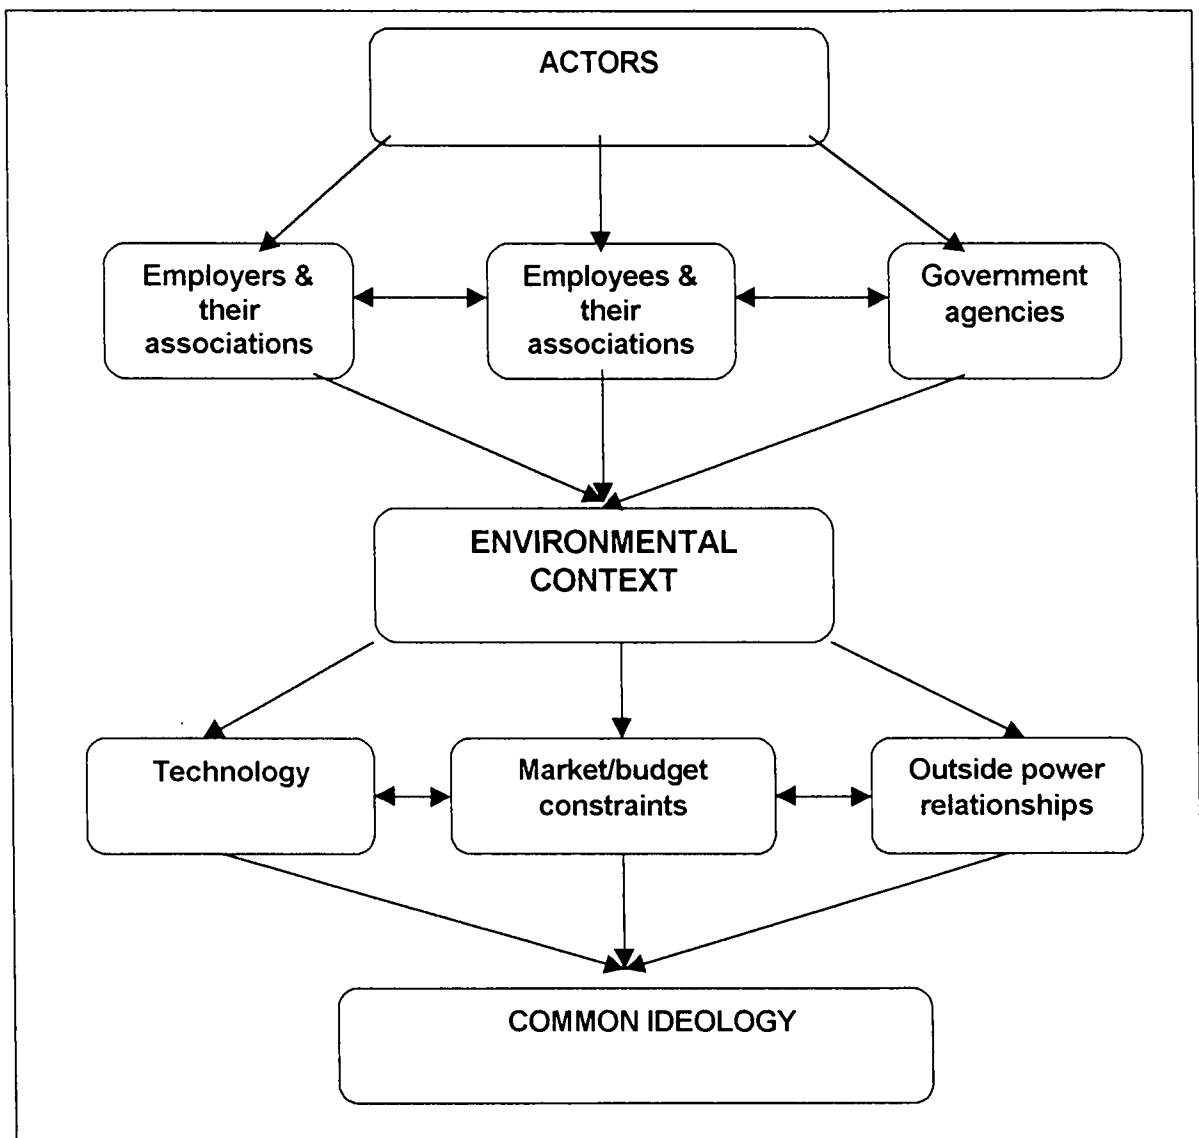 ACTORS
Employers &
their
associations
Employees &
their
associations
Government
agencies
ENVIRONMENTAL
CONTEXT
Technology
Market/budget
constraints
Outside power
relationships
COMMON IDEOLOGY